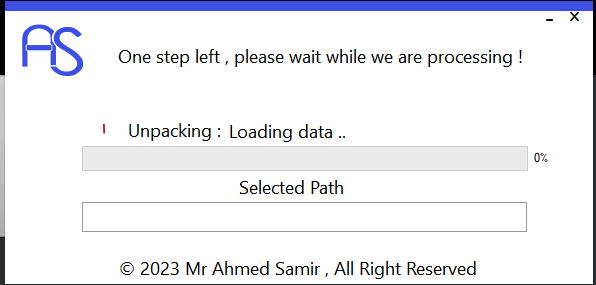 AS
One step left , please wait while we are processing !
Unpacking : Loading data ..
0%
Selected Path
© 2023 Mr Ahmed Samir , All Right Reserved